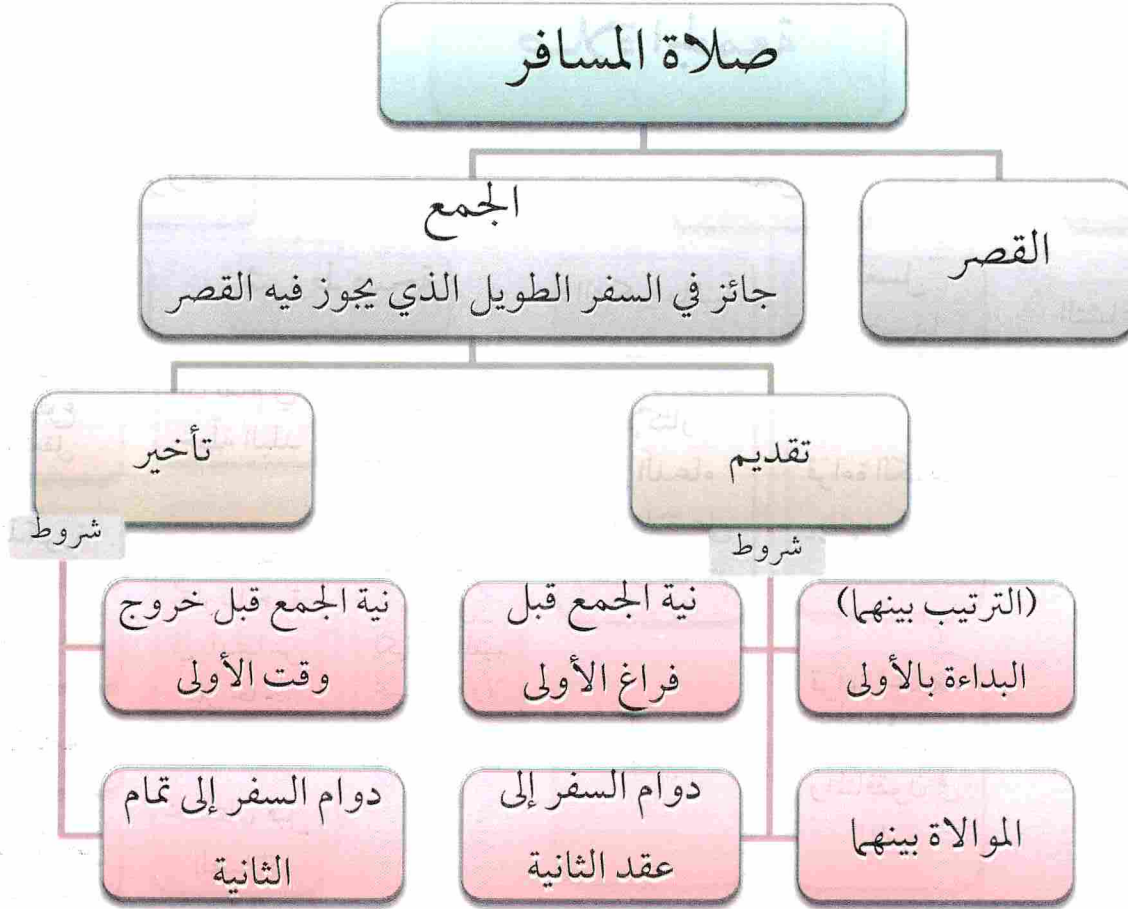 صلاة المسافر
القصر
الجمع
جائز في السفر الطويل الذي يجوز فيه القصر
تقديم
شروط
(الترتيب بينهما)
البداءة بالأولى
نية الجمع قبل
فراغ الأولى
الموالاة بينهما
دوام السفر إلى
عقد الثانية
تأخير
شروط
نية الجمع قبل خروج
وقت الأولى
دوام السفر إلى تمام
الثانية